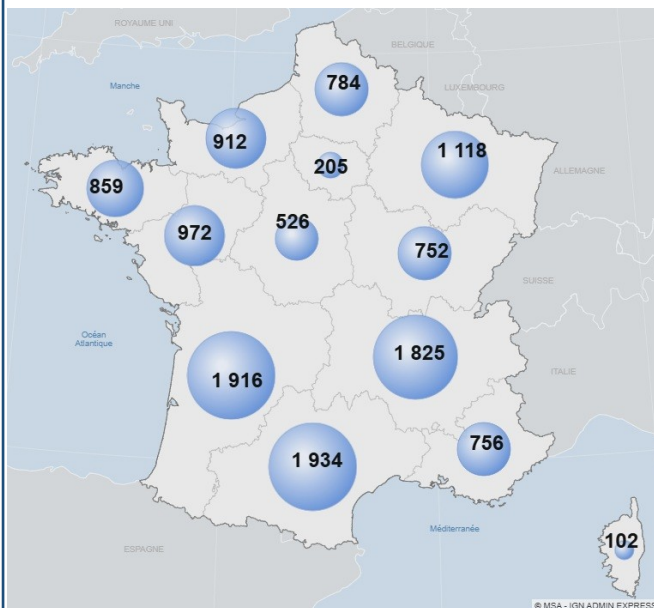 ROYAUME UNI
BELGIQUE
Manche
784
LUXEMBOURG
912
1 118
205
ALLEMAGNE
859
526
972
752
SUISSE
Océan
Atlantique
1 825
ITALIE
1 916
756
1 934
Méditerranée
102
ESPAGNE
© MSA - IGN ADMIN EXPRESS